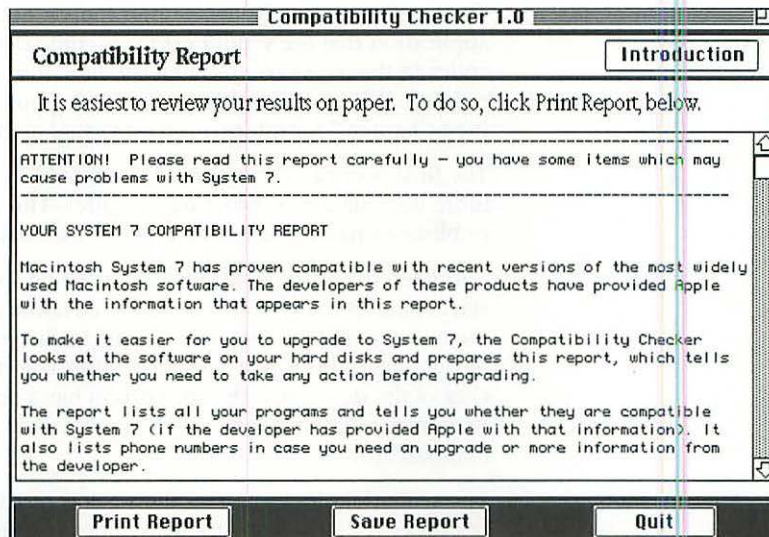 Compatibility Checker 1.0
Compatibility Report
Introduction
It is easiest to review your results on paper. To do so, click Print Report, below.
ATTENTION! Please read this report carefully – you have some items which may
cause problems with System 7.
YOUR SYSTEM 7 COMPATIBILITY REPORT
Macintosh System 7 has proven compatible with recent versions of the most widely
used Macintosh software. The developers of these products have provided Apple
with the information that appears in this report.
To make it easier for you to upgrade to System 7, the Compatibility Checker
looks at the software on your hard disks and prepares this report, which tells
you whether you need to take any action before upgrading.
The report lists all your programs and tells you whether they are compatible
with System 7 (if the developer has provided Apple with that information). It
also lists phone numbers in case you need an upgrade or more information from
the developer.
Print Report
Save Report
Quit